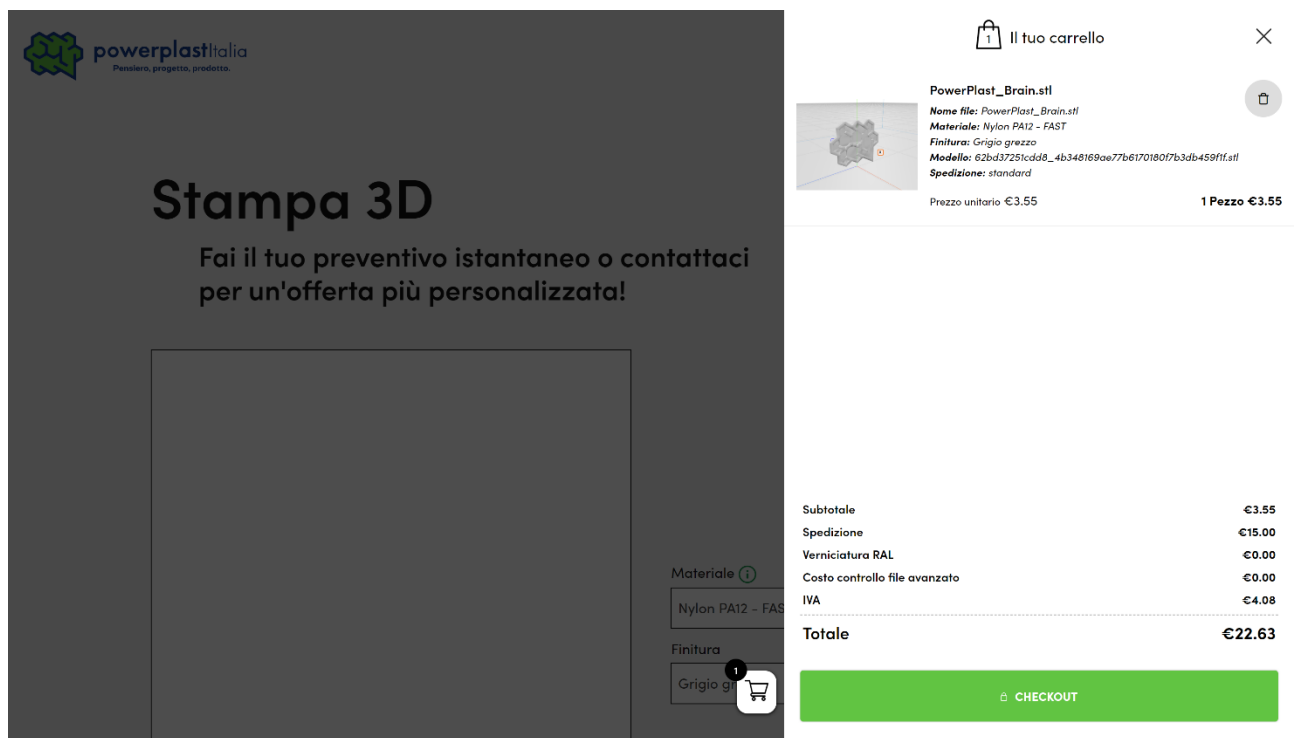 powerplastItalia
Pensiero, progetto, prodotto.
Stampa 3D
Fai il tuo preventivo istantaneo o contattaci
per un'offerta più personalizzata!
Materiale i
Nylon PA12 - FAS
Finitura
Grigio gr
1
1 Il tuo carrello
PowerPlast_Brain.stl
Nome file: PowerPlast_Brain.stl
Materiale: Nylon PA12 - FAST
Finitura: Grigio grezzo
Modello: 62bd37251cdd8_4b348169ae77b6170180f7b3db459f1f.stl
Spedizione: standard
Prezzo unitario €3.55 1 Pezzo €3.55
Subtotale €3.55
Spedizione €15.00
Verniciatura RAL €0.00
Costo controllo file avanzato €0.00
IVA €4.08
Totale €22.63
CHECKOUT